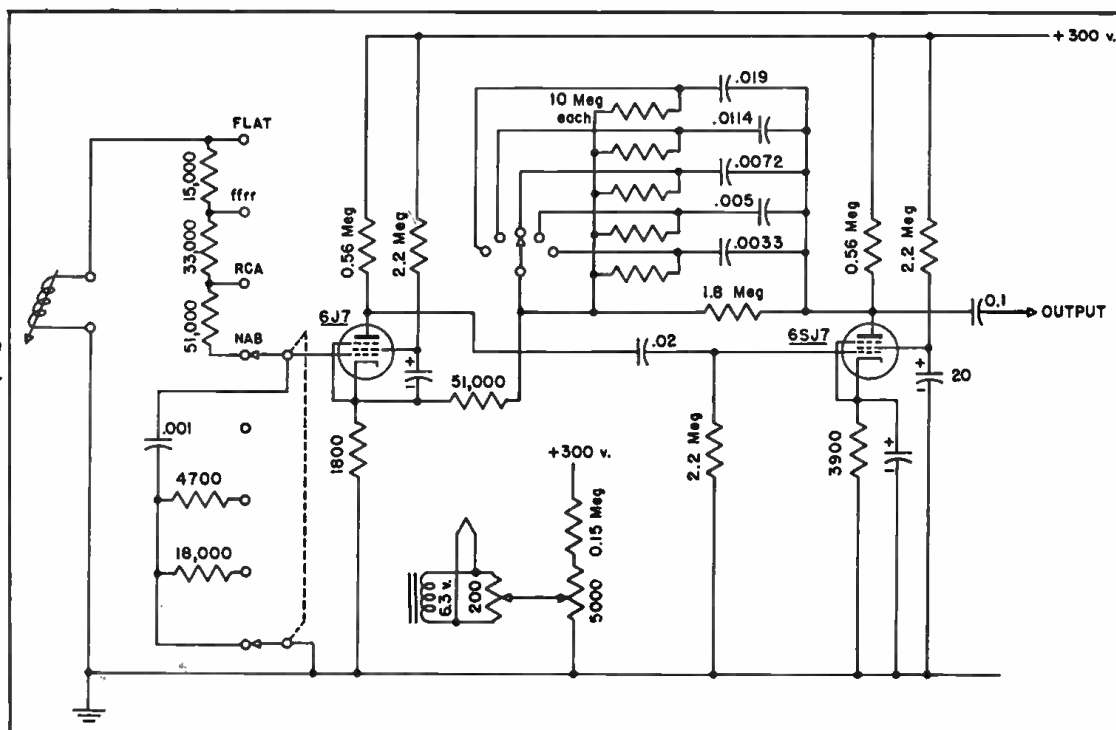 +300 v.
FLAT
15,000
ffrr
33,000
RCA
51,000
NAB
.001
4700
18,000
0.56 Meg
2.2 Meg
6J7
+
1
1800
51,000
10 Meg
each
.019
.0114
.0072
.005
.0033
1.8 Meg
.02
2.2 Meg
+300 v.
0.15 Meg
5000
6.3 v.
200
0.56 Meg
2.2 Meg
6SJ7
0.1
OUTPUT
+
20
3900
+
1